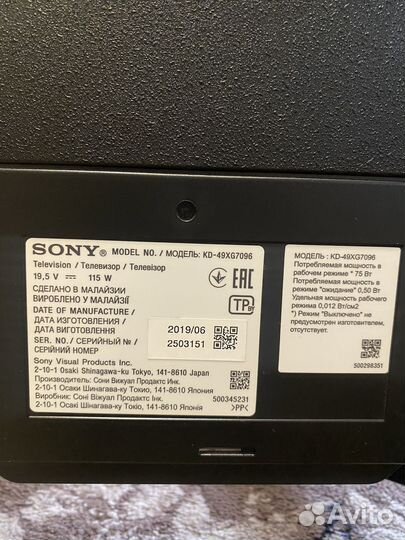 SONY® MODEL NO. / МОДЕЛЬ: KD-49XG7096
Television / Телевизор / Телевізор
19,5 V ⎓ 115 W
СДЕЛАНО В МАЛАЙЗИИ
ВИРОБЛЕНО У МАЛАЙЗІЇ
DATE OF MANUFACTURE /
ДАТА ИЗГОТОВЛЕНИЯ /
ДАТА ВИГОТОВЛЕННЯ
2019/06
SER. NO. / СЕРИЙНЫЙ № /
СЕРІЙНИЙ НОМЕР
2503151
Sony Visual Products Inc.
2-10-1 Osaki Shinagawa-ku Tokyo, 141-8610 Japan
Производитель: Сони Вижуал Продактс Инк.
2-10-1 Осаки Шинагава-ку Токио, 141-8610 Япония
Виробник: Соні Віжуал Продактс Інк.
2-10-1 Осакі Шінагава-ку Токіо, 141-8610 Японія
EAC
TP BY
500345231
>PP<
МОДЕЛЬ : KD-49XG7096
Потребляемая мощность в
рабочем режиме * 75 Вт
Потребляемая мощность в
режиме "ожидание" 0,50 Вт
Удельная мощность рабочего
режима 0,012 Вт/см2
*) Режим "Выключено" не
предусмотрен изготовителем,
отсутствует.
500298351
Avito